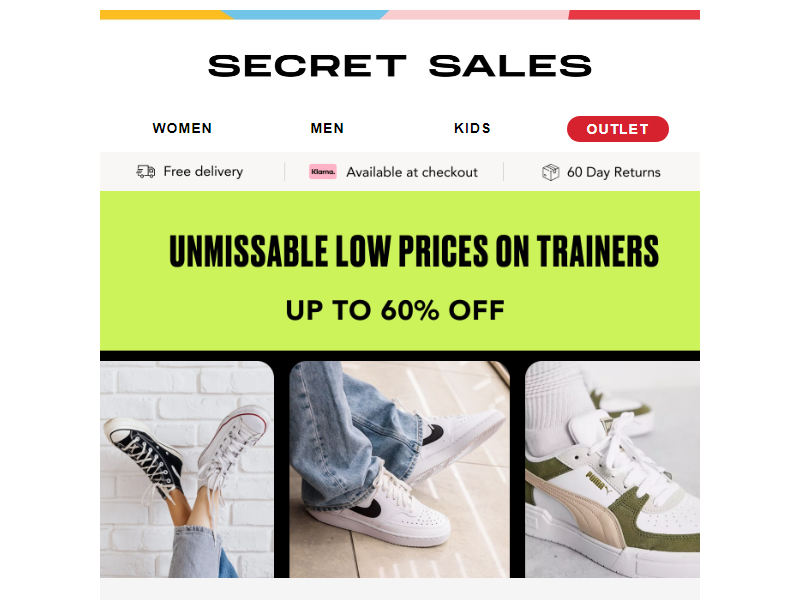 SECRET SALES
WOMEN MEN KIDS OUTLET
Free delivery Klarna. Available at checkout 60 Day Returns
UNMISSABLE LOW PRICES ON TRAINERS
UP TO 60% OFF
PUMA